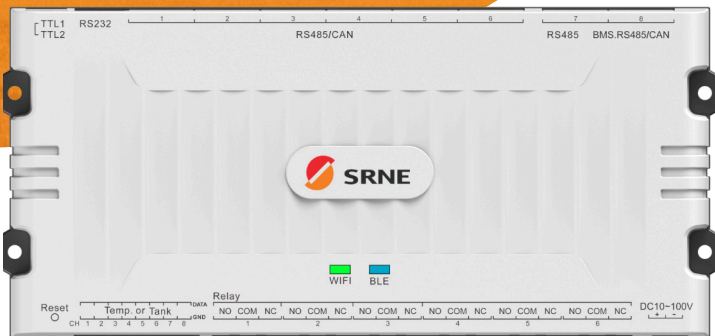 TTL1
TTL2
RS232
1 2 3 4 5 6
RS485/CAN
7 8
RS485 BMS.RS485/CAN
SRNE
WIFI BLE
Reset
Temp. or Tank
DATA
GND
CH 1 2 3 4 5 6 7 8
Relay
NO COM NC NO COM NC NO COM NC NO COM NC NO COM NC NO COM NC
1 2 3 4 5 6
DC10~100V
+ -